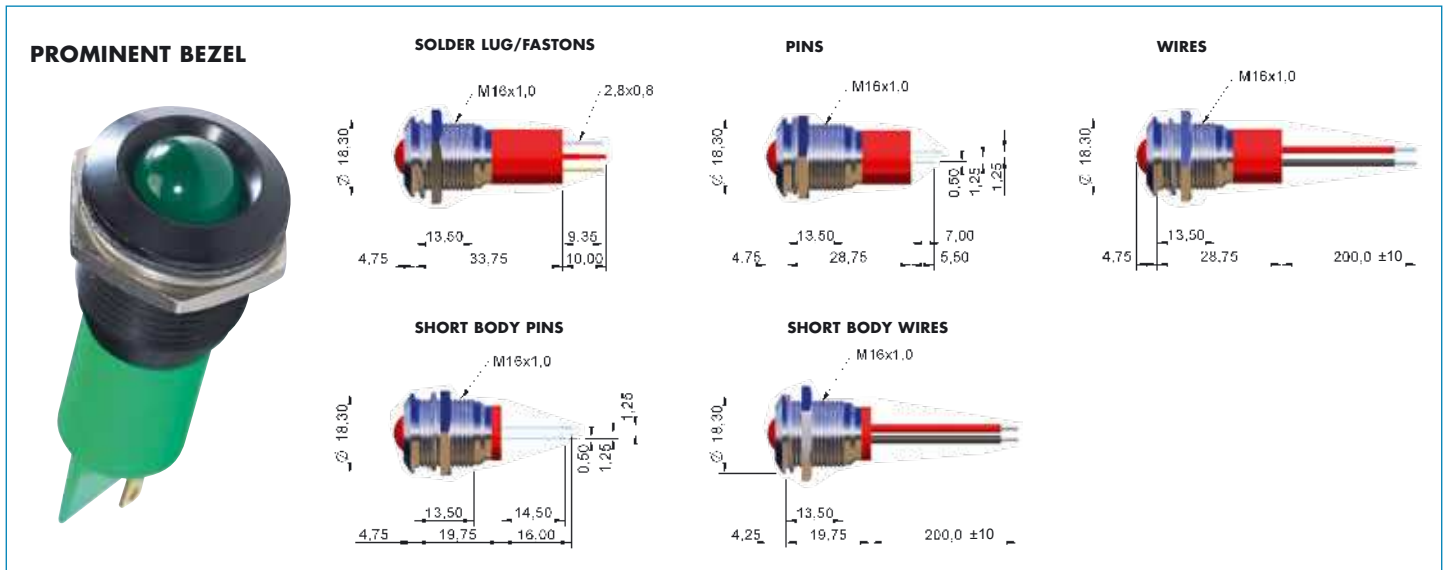 PROMINENT BEZEL
SOLDER LUG/FASTONS
M16x1,0
2,8x0,8
Ø 18.30
13,50
9.35
4,75
33,75
10,00
PINS
M16x1.0
Ø 18,30
0,50
1,25
1,25
13.50
7,00
4.75
28,75
5,50
WIRES
M16x1,0
Ø 18.30
13,50
4,75
28,75
200,0 ±10
SHORT BODY PINS
M16x1,0
Ø 18.30
0,50
1.25
1,25
13,50
14,50
4,75
19,75
16.00
SHORT BODY WIRES
M16x1,0
Ø 18.30
13,50
4,25
19,75
200,0 ±10